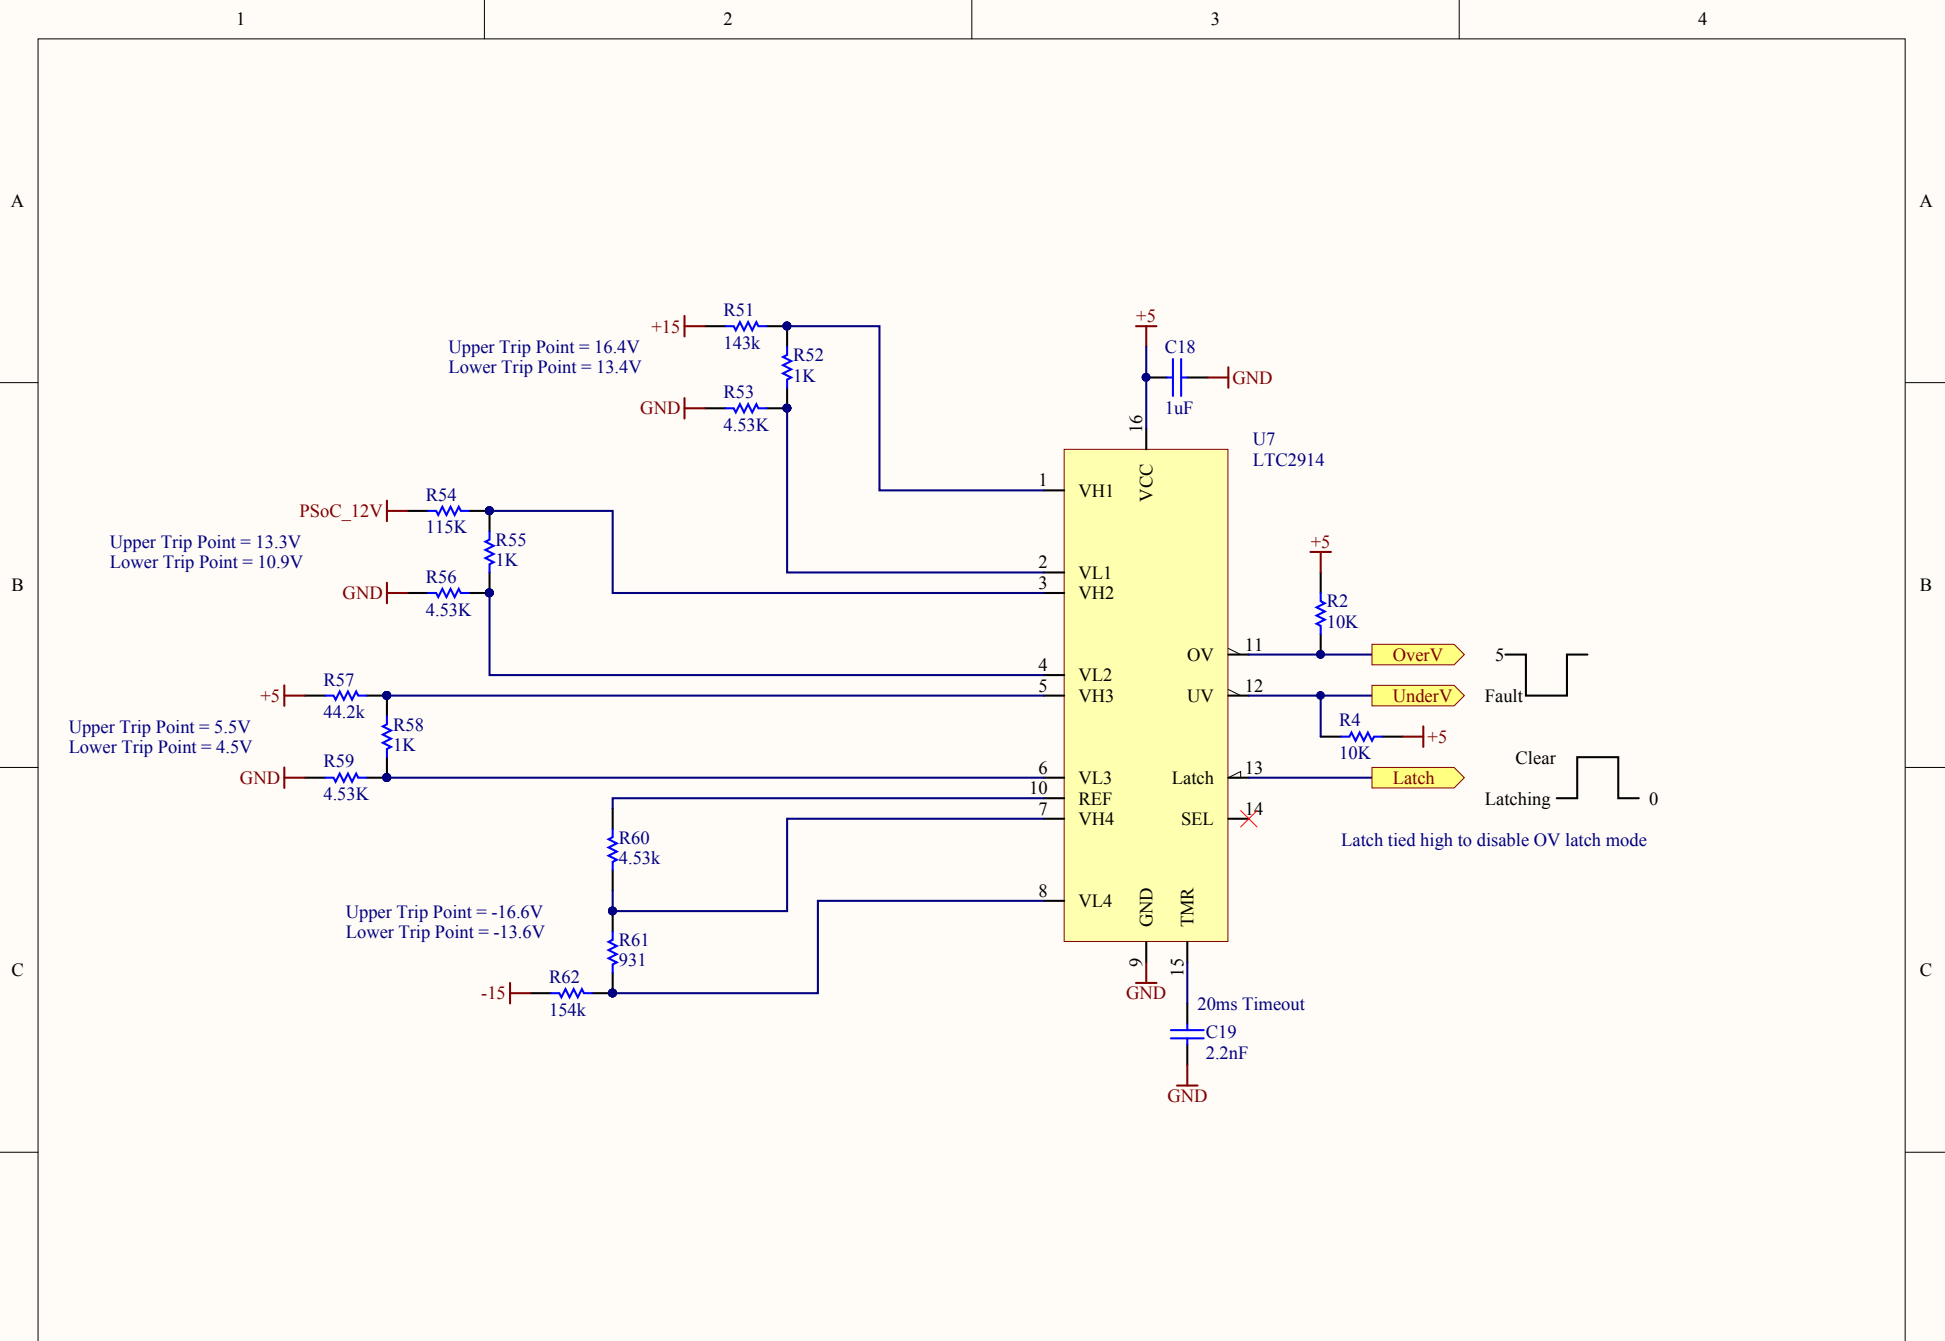 1 2 3 4
A A
B B
C C
+15
R51
143k
Upper Trip Point = 16.4V
Lower Trip Point = 13.4V
R52
1K
GND
R53
4.53K
PSoC_12V
R54
115K
Upper Trip Point = 13.3V
Lower Trip Point = 10.9V
R55
1K
GND
R56
4.53K
+5
R57
44.2k
Upper Trip Point = 5.5V
Lower Trip Point = 4.5V
R58
1K
GND
R59
4.53K
R60
4.53k
Upper Trip Point = -16.6V
Lower Trip Point = -13.6V
R61
931
-15
R62
154k
+5
C18
1uF
GND
16
VCC
U7
LTC2914
1 VH1
2 VL1
3 VH2
4 VL2
5 VH3
6 VL3
10 REF
7 VH4
8 VL4
OV 11
UV 12
Latch 13
SEL 14
GND
9
GND
TMR
15
20ms Timeout
C19
2.2nF
GND
+5
R2
10K
OverV
UnderV
R4
10K
+5
Latch
5
Fault
Clear
Latching 0
Latch tied high to disable OV latch mode